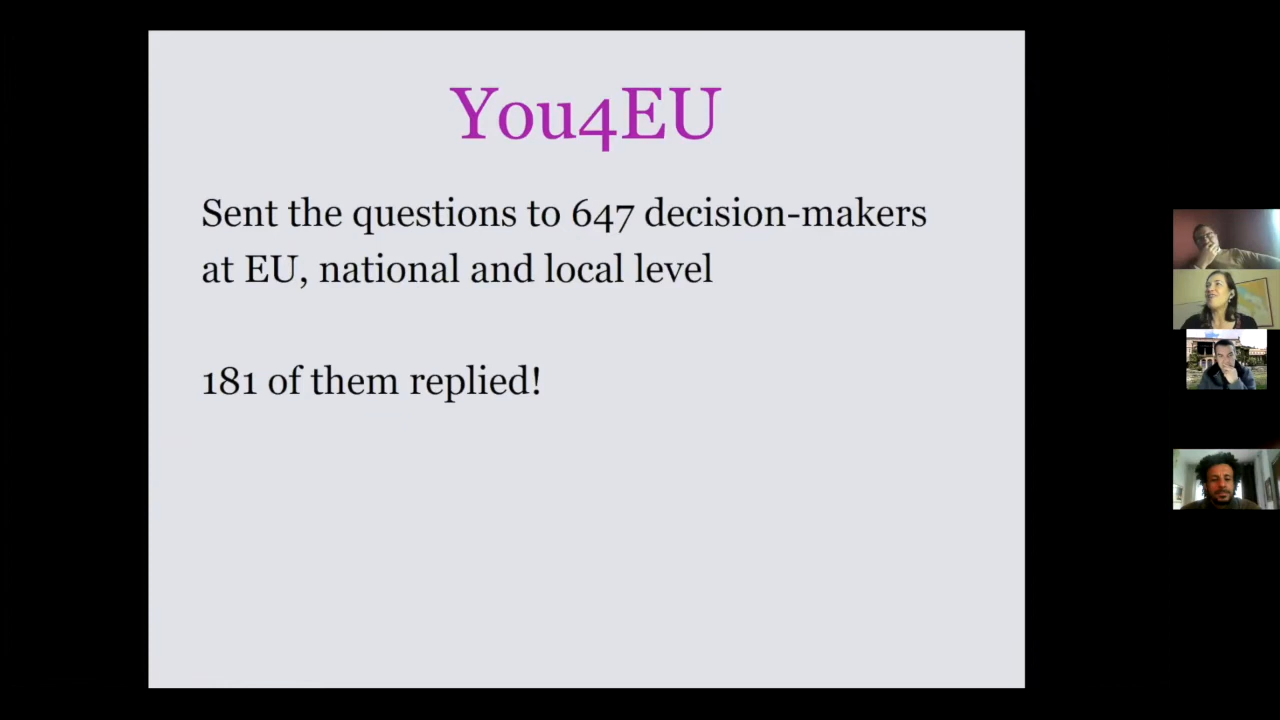 You4EU
Sent the questions to 647 decision-makers
at EU, national and local level
181 of them replied!